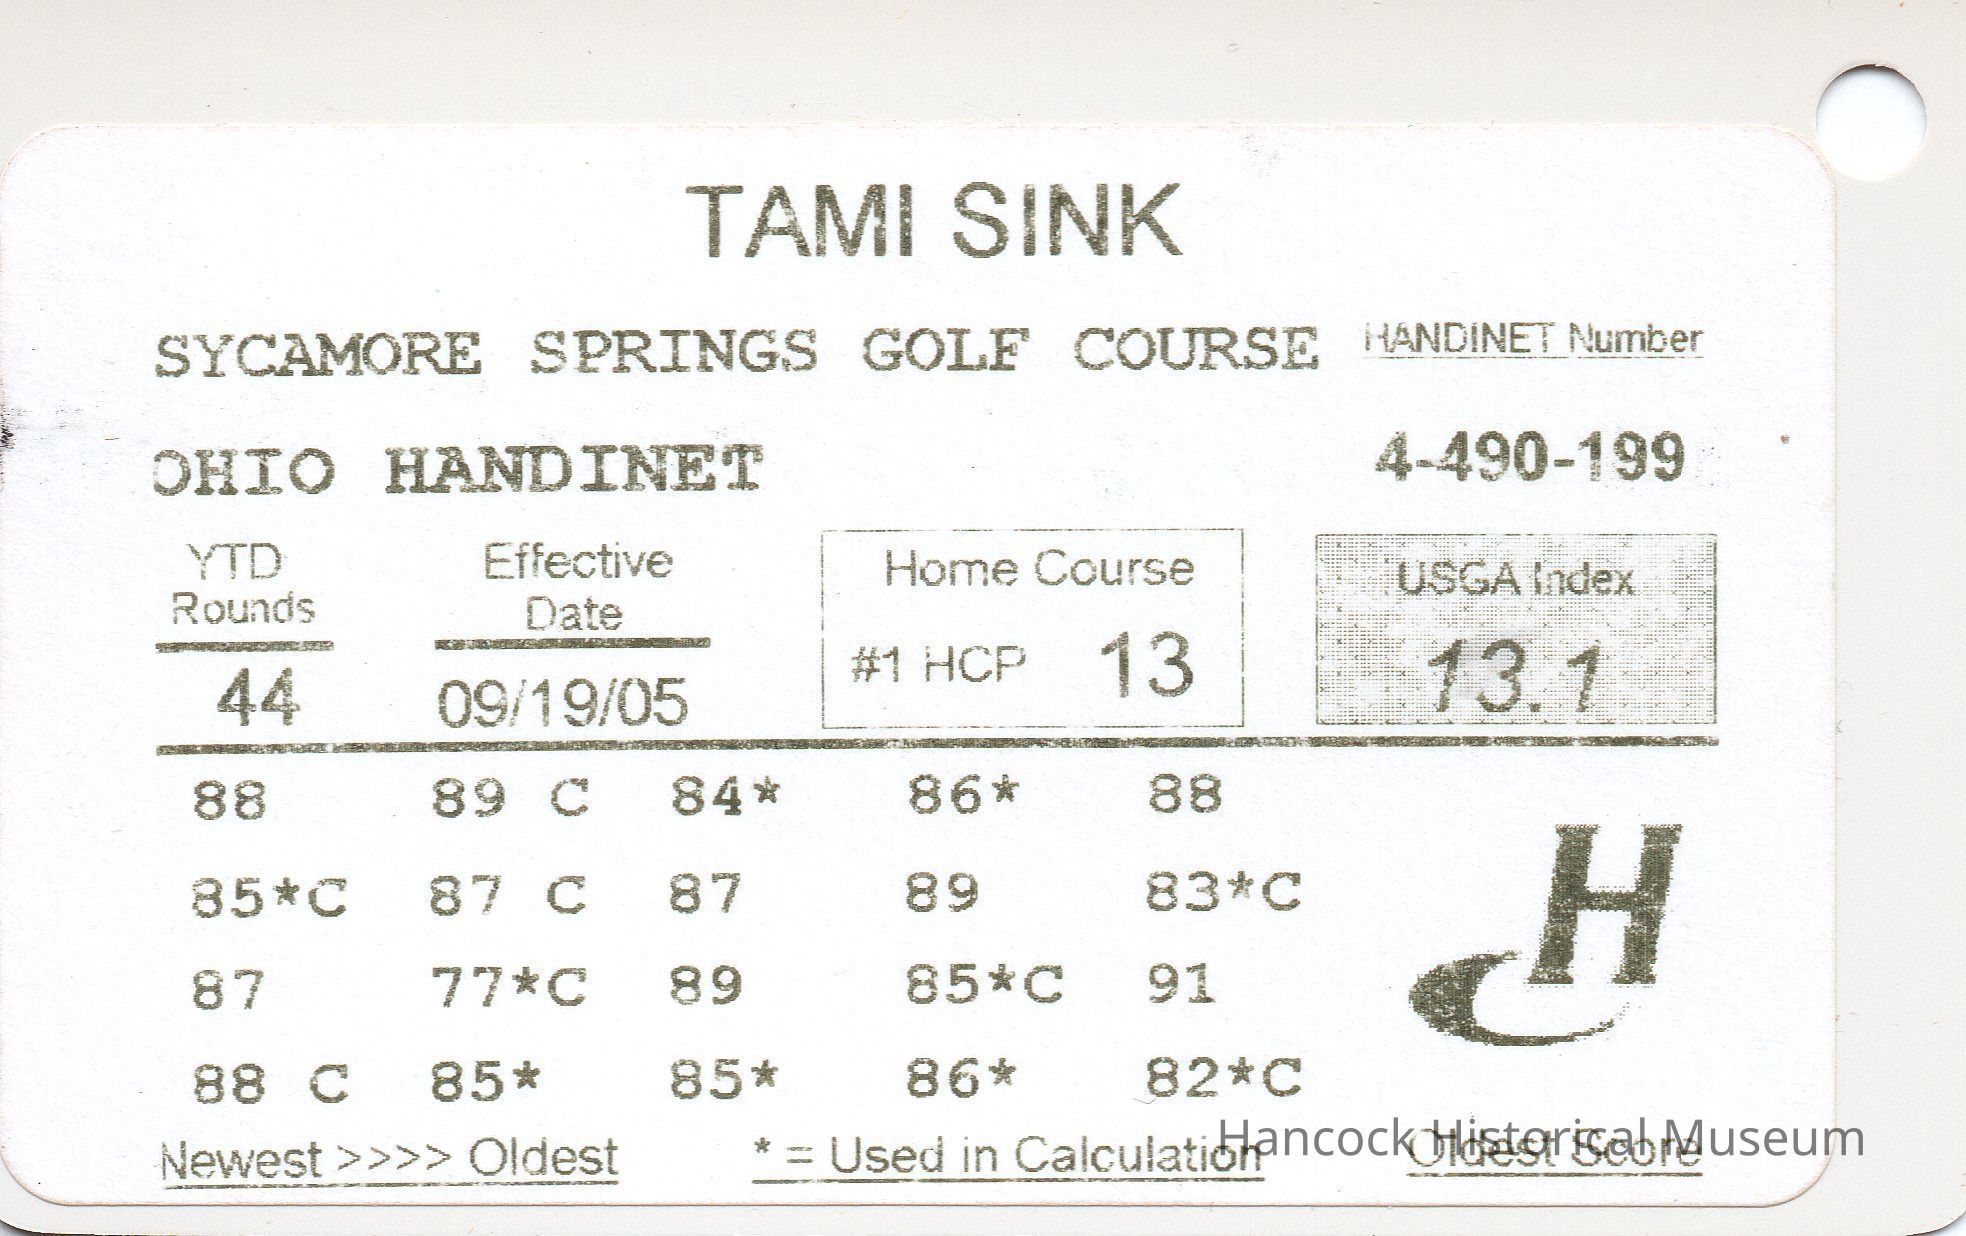 TAMI SINK
SYCAMORE SPRINGS GOLF COURSE HANDINET Number
OHIO HANDINET 4-490-199
YTD Rounds Effective Date Home Course USGA Index
44 09/19/05 #1 HCP 13 13.1
88 89 C 84* 86* 88
85*C 87 C 87 89 83*C
87 77*C 89 85*C 91
88 C 85* 85* 86* 82*C
H
Newest >>>> Oldest * = Used in Calculation Oldest Score
Hancock Historical Museum